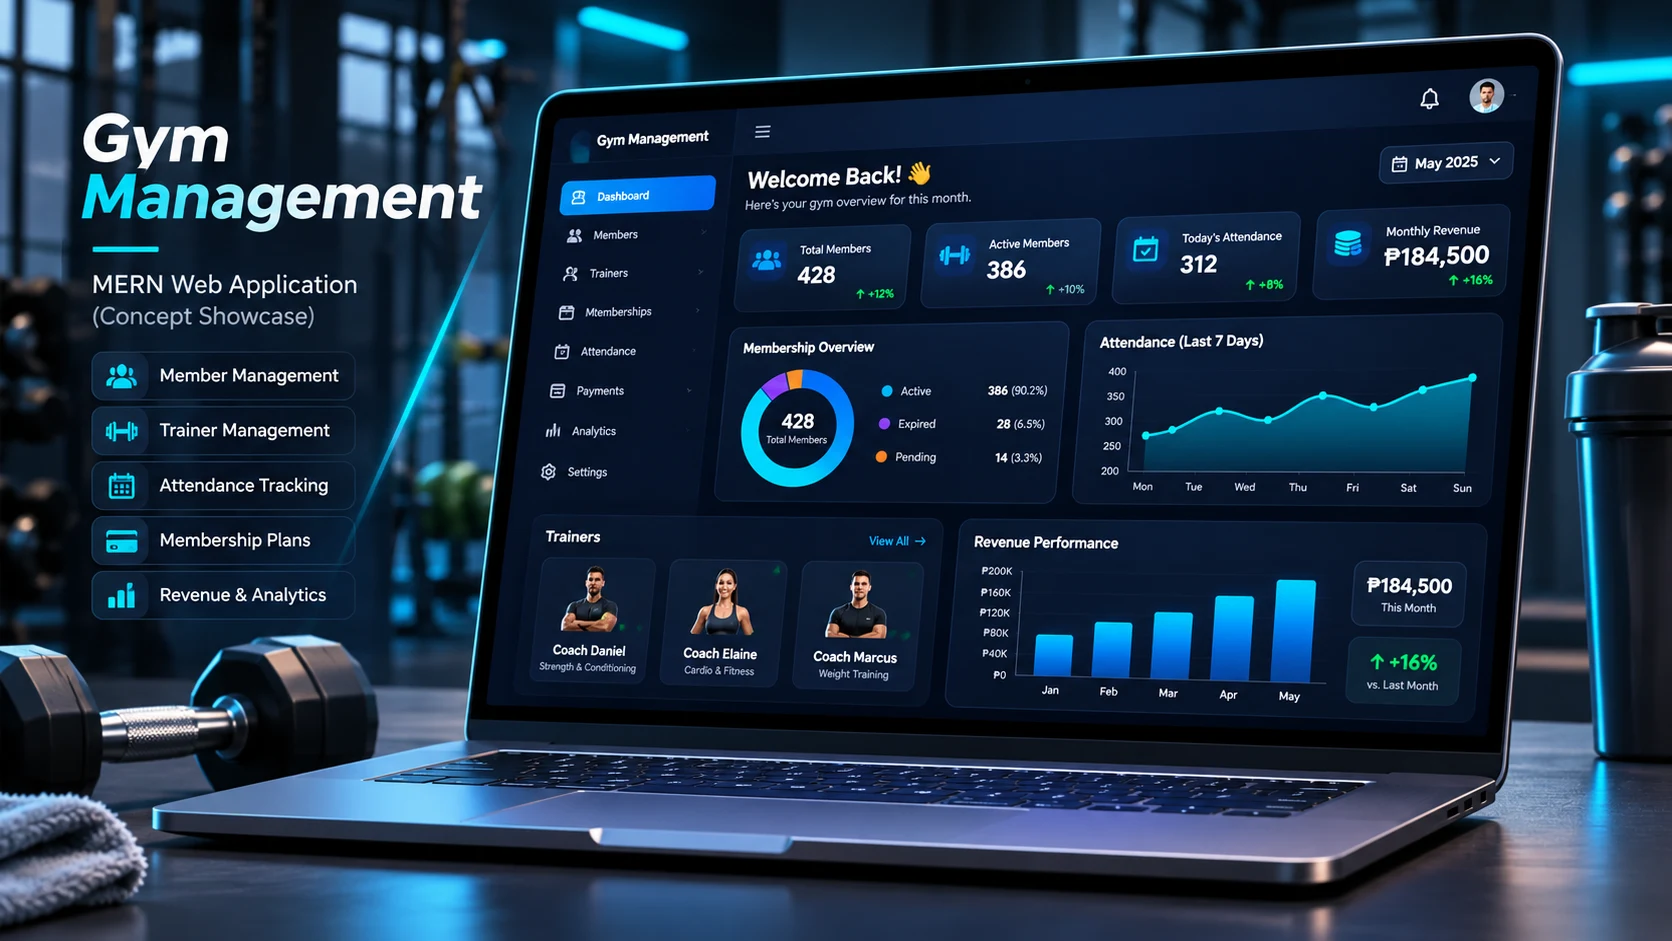 Gym
Management
MERN Web Application
(Concept Showcase)
Member Management
Trainer Management
Attendance Tracking
Membership Plans
Revenue & Analytics
Gym Management
Dashboard
Members
Trainers
Mtemberships
Attendance
Payments
Analytics
Settings
Welcome Back! 👋
Here's your gym overview for this month.
May 2025
Total Members
428
↑ +12%
Active Members
386
↑ +10%
Today's Attendance
312
↑ +8%
Monthly Revenue
₱184,500
↑ +16%
Membership Overview
428
Total Members
Active 386 (90.2%)
Expired 28 (6.5%)
Pending 14 (3.3%)
Attendance (Last 7 Days)
400
350
300
250
200
Mon Tue Wed Thu Fri Sat Sun
Trainers
View All →
Coach Daniel
Strength & Conditioning
Coach Elaine
Cardio & Fitness
Coach Marcus
Weight Training
Revenue Performance
₱200K
₱160K
₱120K
₱80K
₱40K
₱0
Jan Feb Mar Apr May
₱184,500
This Month
↑ +16%
vs. Last Month